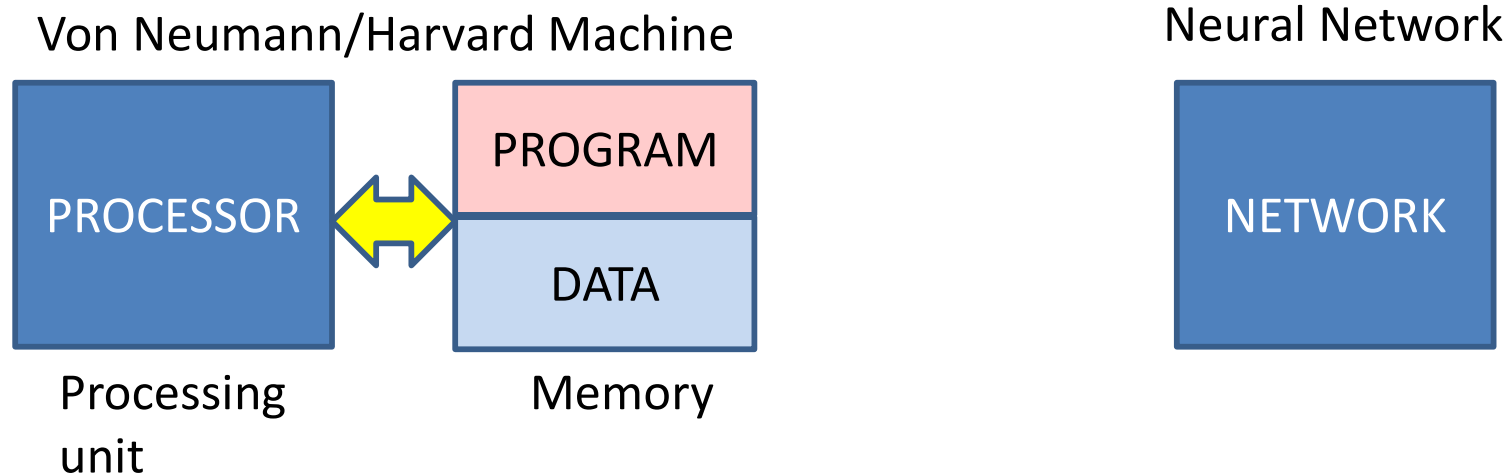 Von Neumann/Harvard Machine
Neural Network
PROCESSOR
PROGRAM
DATA
NETWORK
Processing
unit
Memory